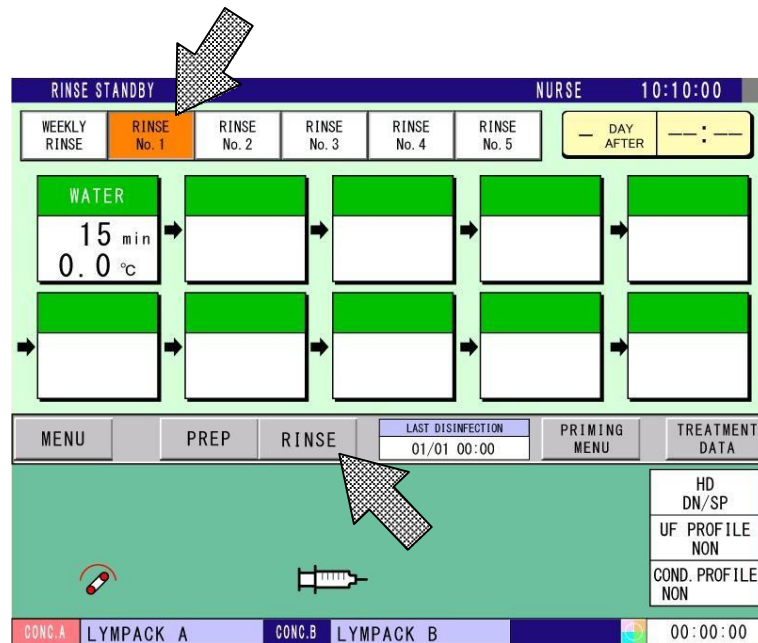 RINSE STANDBY NURSE 10:10:00
WEEKLY RINSE
RINSE No. 1
RINSE No. 2
RINSE No. 3
RINSE No. 4
RINSE No. 5
— DAY AFTER --:--
WATER
15 min
0.0 ℃
MENU
PREP
RINSE
LAST DISINFECTION
01/01 00:00
PRIMING MENU
TREATMENT DATA
HD
DN/SP
UF PROFILE
NON
COND. PROFILE
NON
CONC.A LYMPACK A CONC.B LYMPACK B 00:00:00